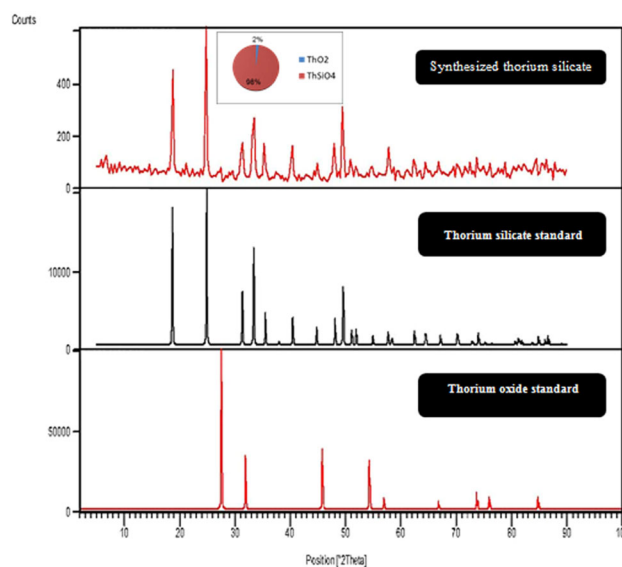 Counts
2%
ThO2
98%
ThSiO4
Synthesized thorium silicate
400
200
0
Thorium silicate standard
10000
0
Thorium oxide standard
50000
0
10 20 30 40 50 60 70 80 90 100
Position [°2Theta]